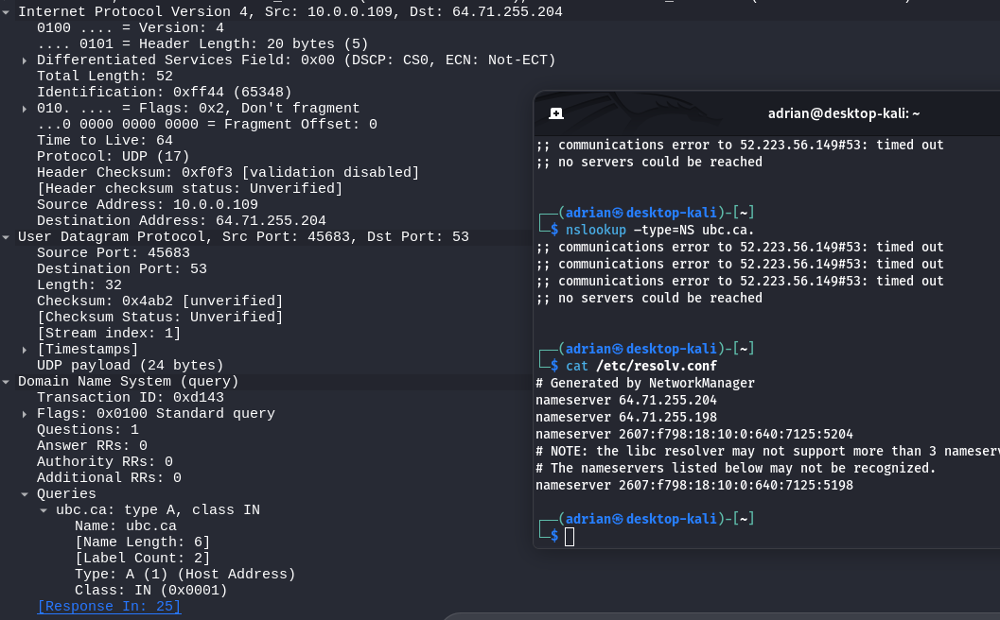 Internet Protocol Version 4, Src: 10.0.0.109, Dst: 64.71.255.204
0100 .... = Version: 4
.... 0101 = Header Length: 20 bytes (5)
Differentiated Services Field: 0x00 (DSCP: CS0, ECN: Not-ECT)
Total Length: 52
Identification: 0xff44 (65348)
010. .... = Flags: 0x2, Don't fragment
...0 0000 0000 0000 = Fragment Offset: 0
Time to Live: 64
Protocol: UDP (17)
Header Checksum: 0xf0f3 [validation disabled]
[Header checksum status: Unverified]
Source Address: 10.0.0.109
Destination Address: 64.71.255.204
User Datagram Protocol, Src Port: 45683, Dst Port: 53
Source Port: 45683
Destination Port: 53
Length: 32
Checksum: 0x4ab2 [unverified]
[Checksum Status: Unverified]
[Stream index: 1]
[Timestamps]
UDP payload (24 bytes)
Domain Name System (query)
Transaction ID: 0xd143
Flags: 0x0100 Standard query
Questions: 1
Answer RRs: 0
Authority RRs: 0
Additional RRs: 0
Queries
ubc.ca: type A, class IN
Name: ubc.ca
[Name Length: 6]
[Label Count: 2]
Type: A (1) (Host Address)
Class: IN (0x0001)
[Response In: 25]
adrian@desktop-kali: ~
;; communications error to 52.223.56.149#53: timed out
;; no servers could be reached
┌──(adrian㉿desktop-kali)-[~]
└─$ nslookup -type=NS ubc.ca.
;; communications error to 52.223.56.149#53: timed out
;; communications error to 52.223.56.149#53: timed out
;; communications error to 52.223.56.149#53: timed out
;; no servers could be reached
┌──(adrian㉿desktop-kali)-[~]
└─$ cat /etc/resolv.conf
# Generated by NetworkManager
nameserver 64.71.255.204
nameserver 64.71.255.198
nameserver 2607:f798:18:10:0:640:7125:5204
# NOTE: the libc resolver may not support more than 3 nameser
# The nameservers listed below may not be recognized.
nameserver 2607:f798:18:10:0:640:7125:5198
┌──(adrian㉿desktop-kali)-[~]
└─$